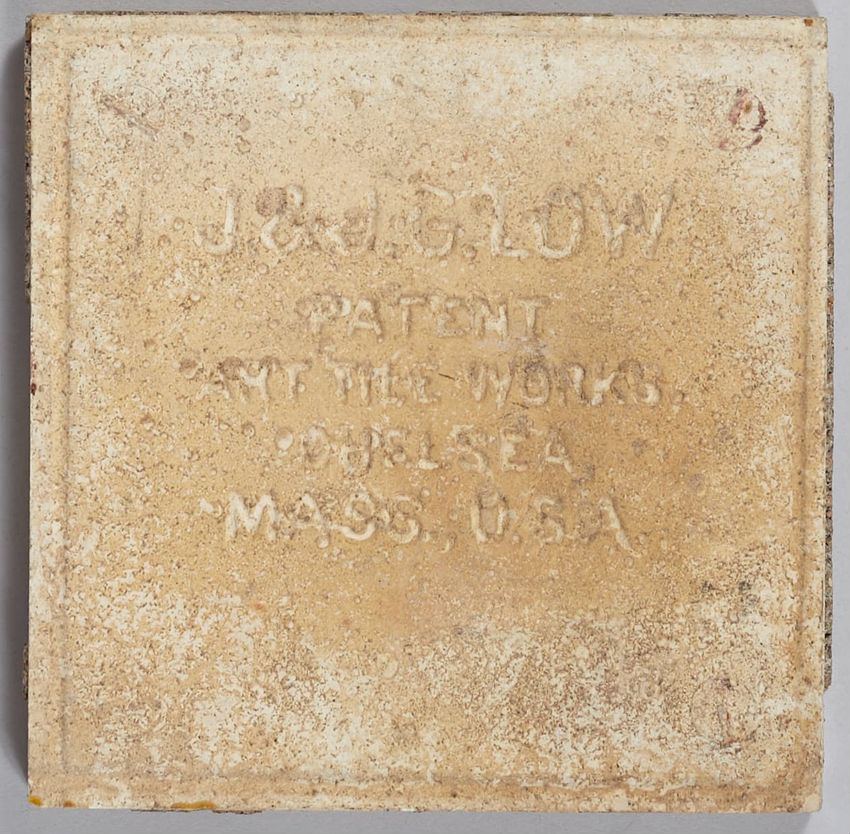 B
J. & J. G. LOW
PATENT
ART TILE WORKS.
CHELSEA,
MASS., U.S.A.